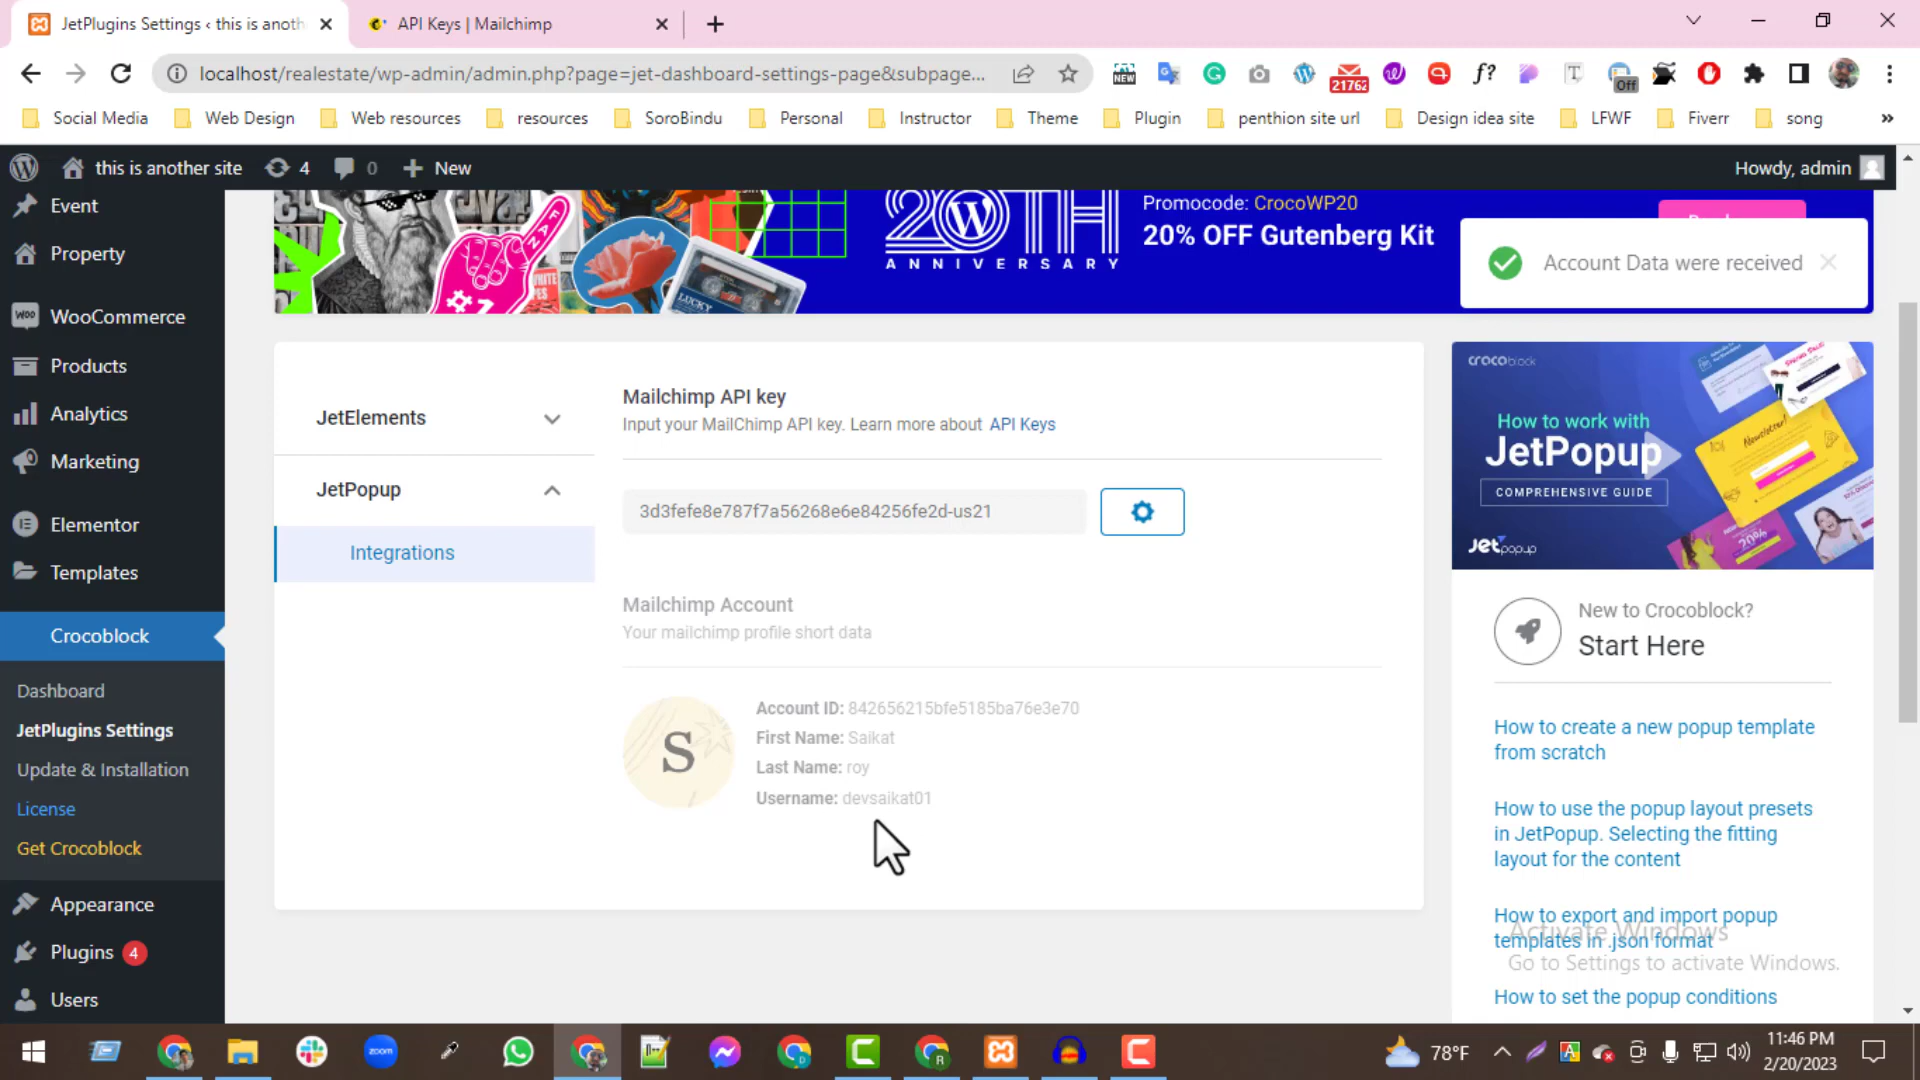 JetPlugins Settings ‹ this is anoth
API Keys | Mailchimp
localhost/realestate/wp-admin/admin.php?page=jet-dashboard-settings-page&subpage...
NEW
21762
f?
T
Off
Social Media
Web Design
Web resources
resources
SoroBindu
Personal
Instructor
Theme
Plugin
penthion site url
Design idea site
LFWF
Fiverr
song
»
this is another site
4
0
New
Howdy, admin
Event
Property
WooCommerce
Products
Analytics
Marketing
Elementor
Templates
Crocoblock
Dashboard
JetPlugins Settings
Update & Installation
License
Get Crocoblock
Appearance
Plugins 4
Users
FAN
#1
LUCKY
20TH
ANNIVERSARY
Promocode: CrocoWP20
20% OFF Gutenberg Kit
Account Data were received
JetElements
JetPopup
Integrations
Mailchimp API key
Input your MailChimp API key. Learn more about API Keys
3d3fefe8e787f7a56268e6e84256fe2d-us21
Mailchimp Account
Your mailchimp profile short data
S
Account ID: 842656215bfe5185ba76e3e70
First Name: Saikat
Last Name: roy
Username: devsaikat01
crocoblock
How to work with
JetPopup
COMPREHENSIVE GUIDE
Jetpopup
Newsletter!
20%
New to Crocoblock?
Start Here
How to create a new popup template
from scratch
How to use the popup layout presets
in JetPopup. Selecting the fitting
layout for the content
How to export and import popup
templates in .json format
Activate Windows
Go to Settings to activate Windows.
How to set the popup conditions
zoom
78°F
11:46 PM
2/20/2023